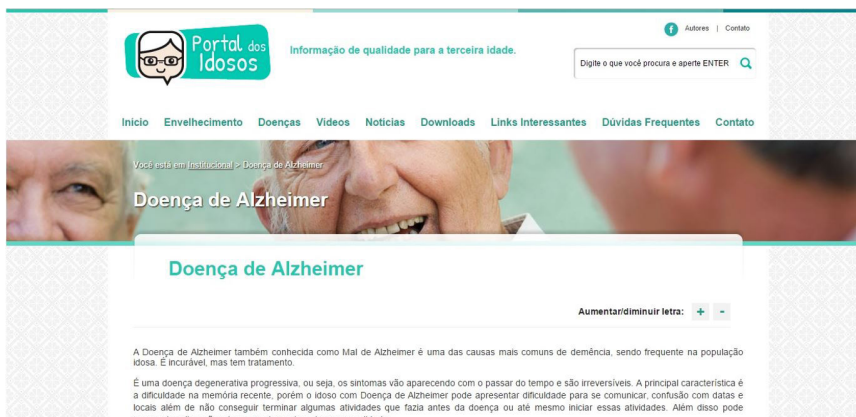 Portal dos
Idosos
Informação de qualidade para a terceira idade.
Autores | Contato
Digite o que você procura e aperte ENTER
Início Envelhecimento Doenças Videos Noticias Downloads Links Interessantes Dúvidas Frequentes Contato
Você está em Institucional > Doença de Alzheimer
Doença de Alzheimer
Doença de Alzheimer
Aumentar/diminuir letra: + -
A Doença de Alzheimer também conhecida como Mal de Alzheimer é uma das causas mais comuns de demência, sendo frequente na população
idosa. É incurável, mas tem tratamento.
É uma doença degenerativa progressiva, ou seja, os sintomas vão aparecendo com o passar do tempo e são irreversíveis. A principal característica é
a dificuldade na memória recente, porém o idoso com Doença de Alzheimer pode apresentar dificuldade para se comunicar, confusão com datas e
locais além de não conseguir terminar algumas atividades que fazia antes da doença ou até mesmo iniciar essas atividades. Além disso pode